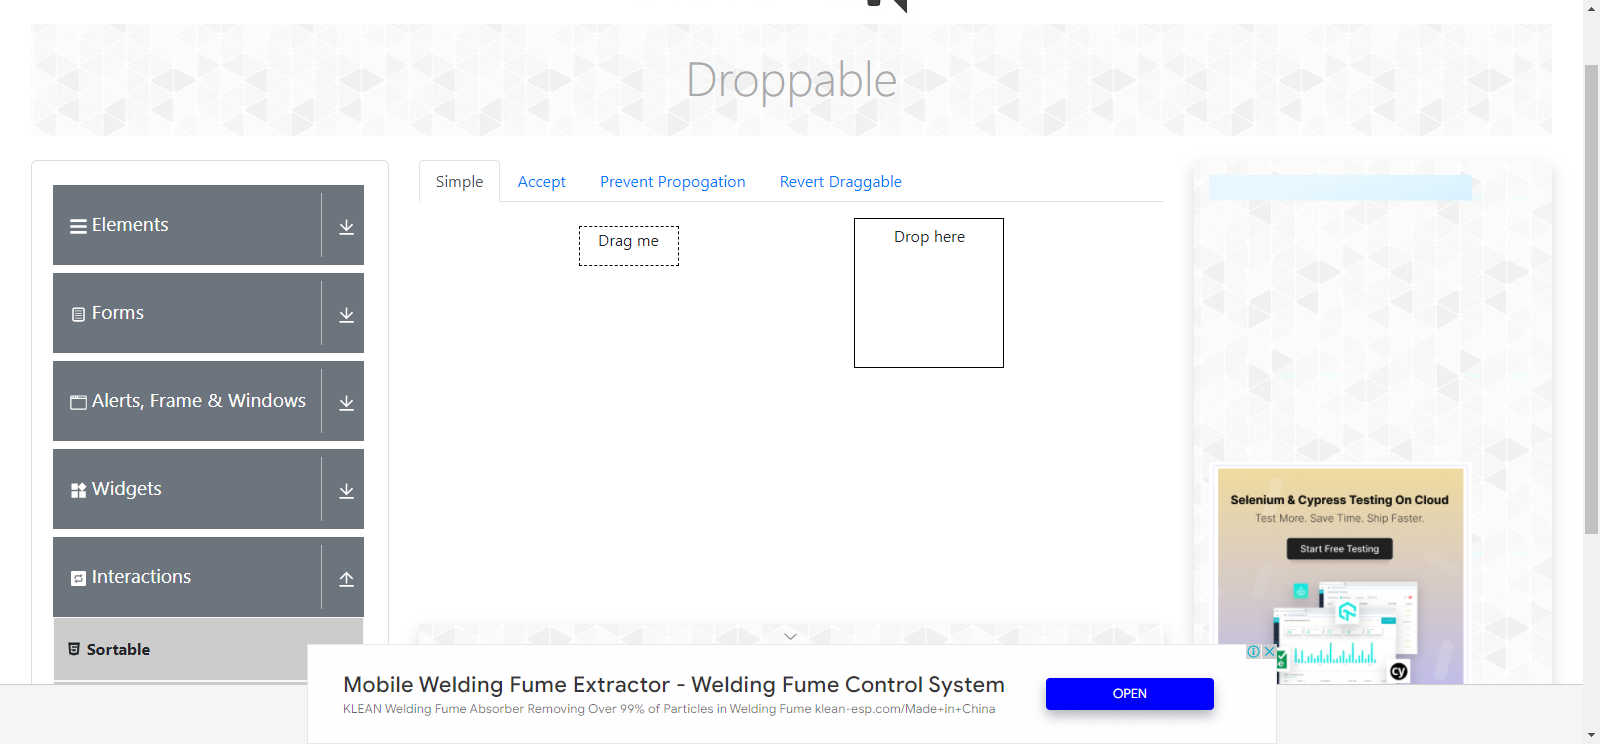 Droppable
Elements
Forms
Alerts, Frame & Windows
Widgets
Interactions
Sortable
Simple
Accept
Prevent Propogation
Revert Draggable
Drag me
Drop here
Selenium & Cypress Testing On Cloud
Test More. Save Time. Ship Faster.
Start Free Testing
cy
Mobile Welding Fume Extractor - Welding Fume Control System
KLEAN Welding Fume Absorber Removing Over 99% of Particles in Welding Fume klean-esp.com/Made+in+China
OPEN